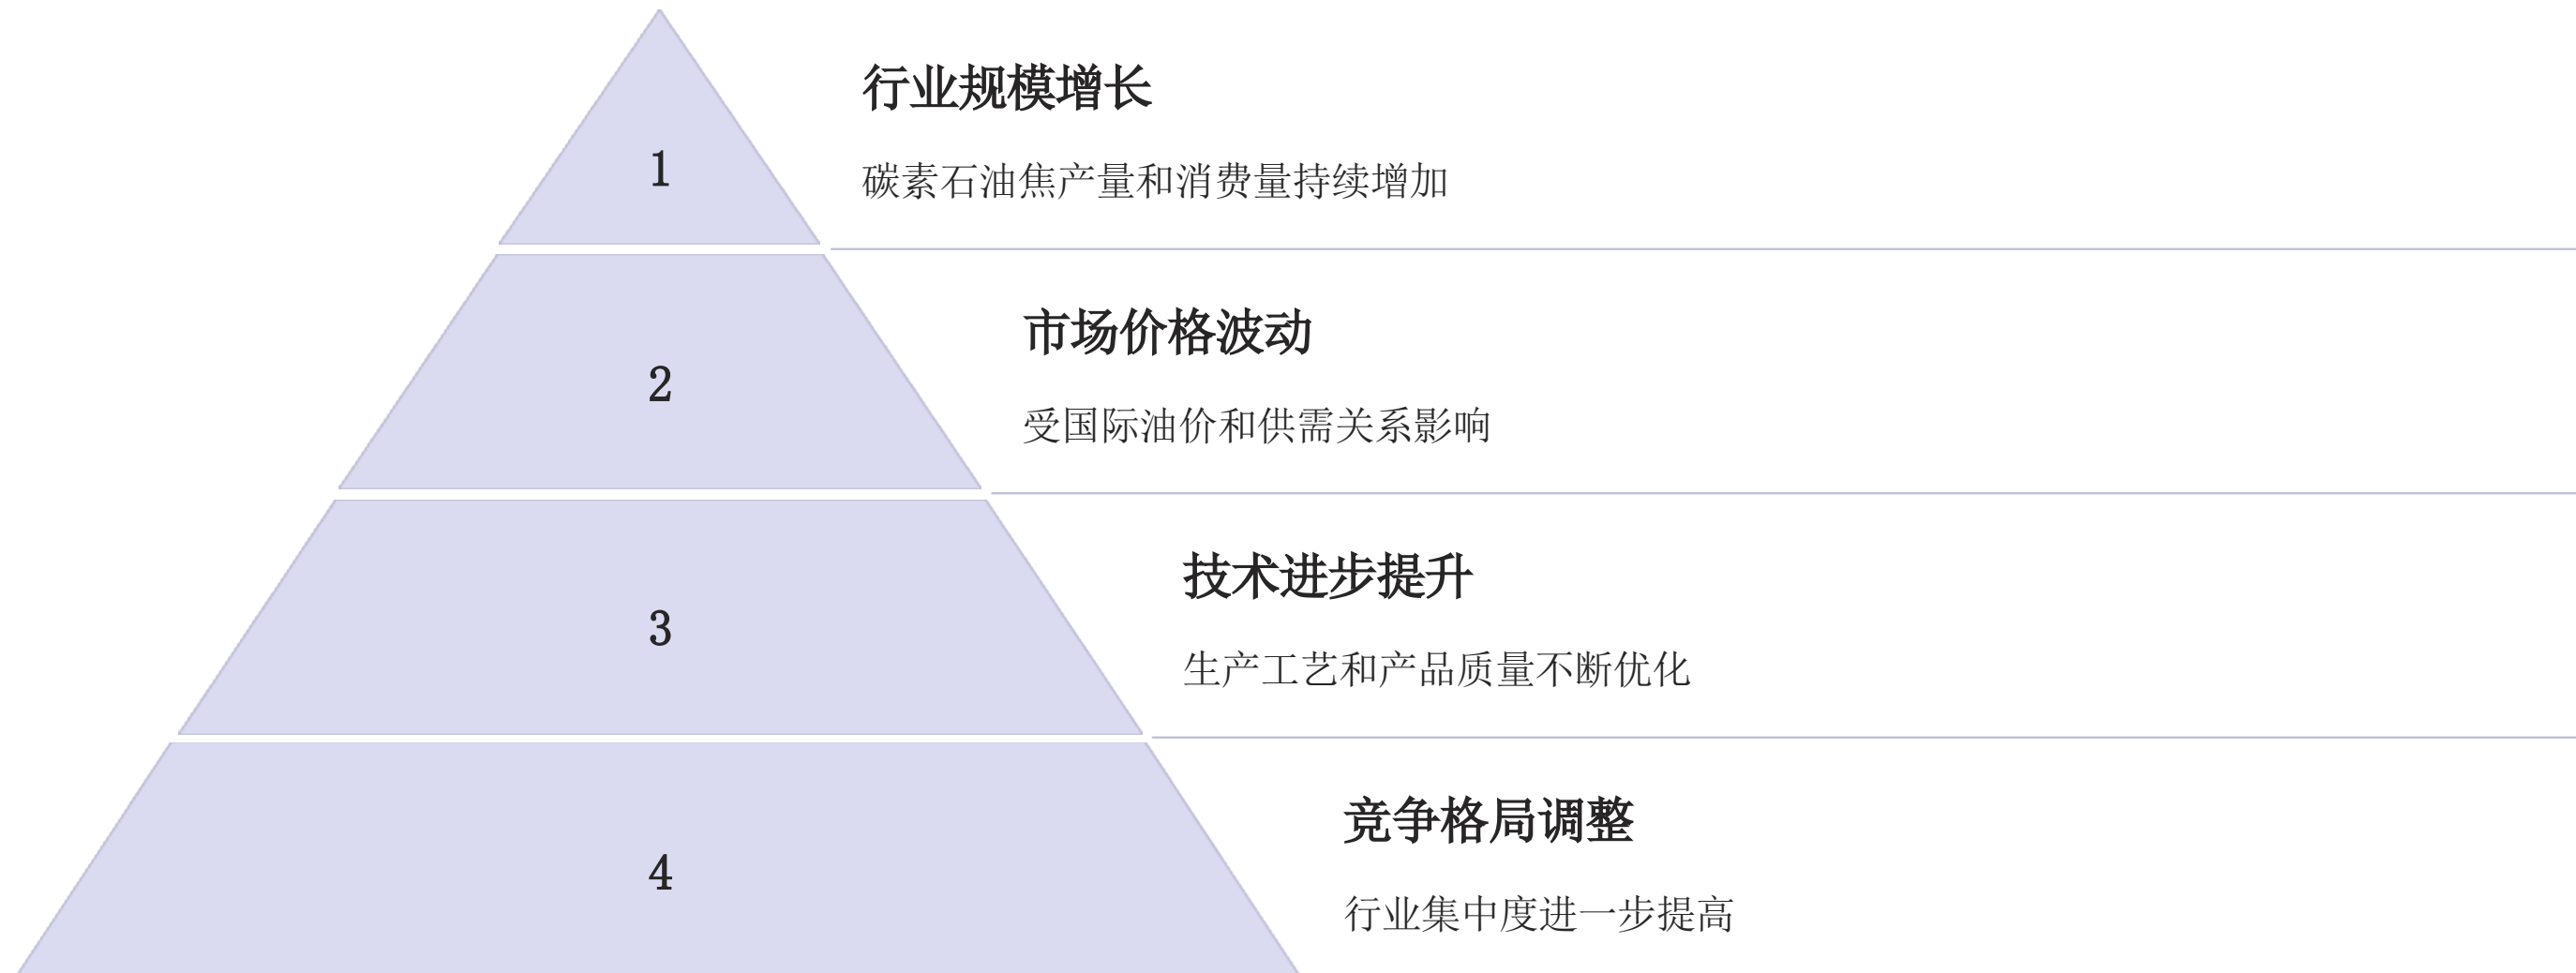 1
行业规模增长
碳素石油焦产量和消费量持续增加
2
市场价格波动
受国际油价和供需关系影响
3
技术进步提升
生产工艺和产品质量不断优化
4
竞争格局调整
行业集中度进一步提高